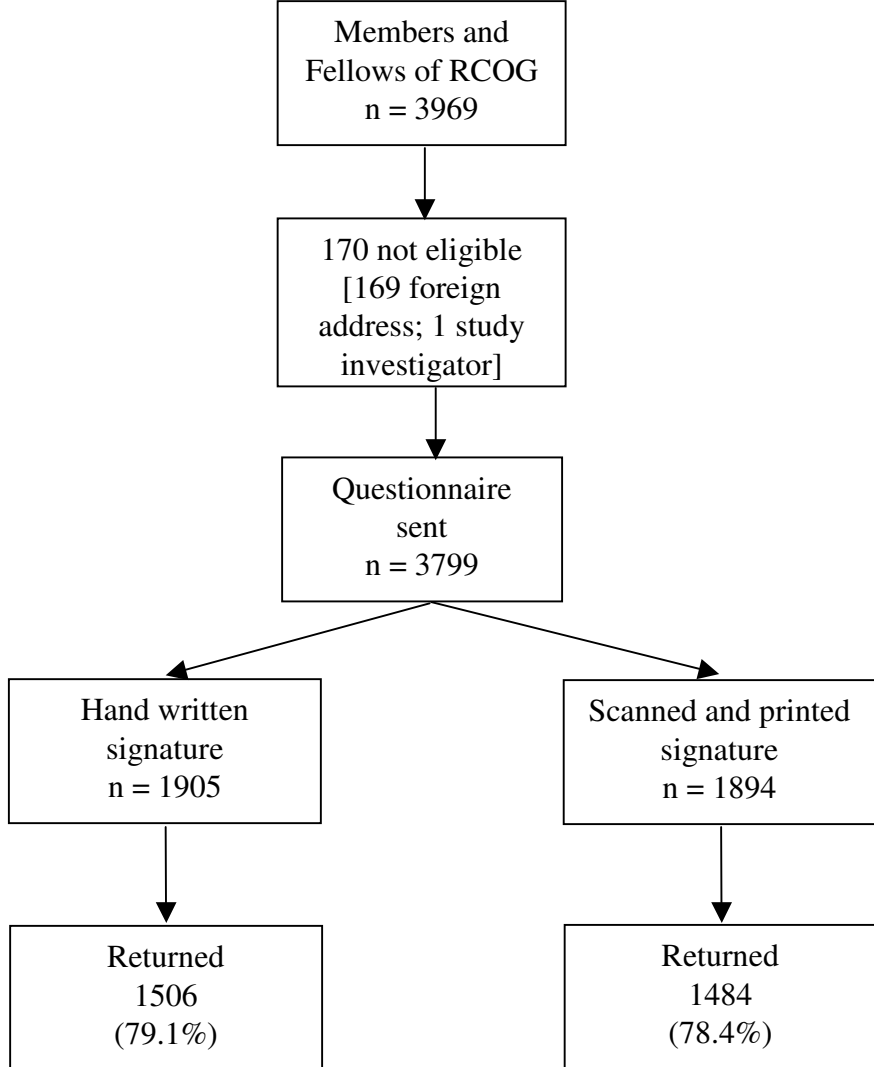 Members and
Fellows of RCOG
n = 3969
170 not eligible
[169 foreign
address; 1 study
investigator]
Questionnaire
sent
n = 3799
Hand written
signature
n = 1905
Scanned and printed
signature
n = 1894
Returned
1506
(79.1%)
Returned
1484
(78.4%)